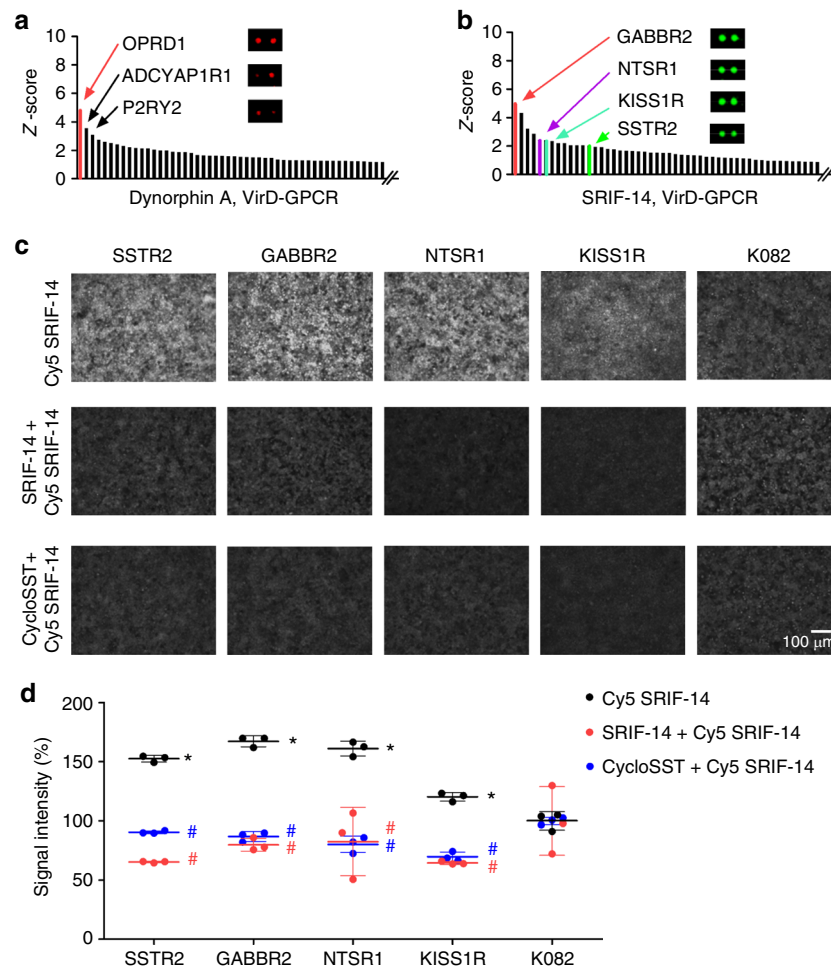 a
10
8
6
4
2
0
Z-score
OPRD1
ADCYAP1R1
P2RY2
Dynorphin A, VirD-GPCR
b
10
8
6
4
2
0
Z-score
GABBR2
NTSR1
KISS1R
SSTR2
SRIF-14, VirD-GPCR
c
SSTR2 GABBR2 NTSR1 KISS1R K082
Cy5 SRIF-14
SRIF-14 +
Cy5 SRIF-14
CycloSST+
Cy5 SRIF-14
100 μm
d
200
150
100
50
0
Signal intensity (%)
* * * *
# # # #
# # # #
Cy5 SRIF-14
SRIF-14 + Cy5 SRIF-14
CycloSST + Cy5 SRIF-14
SSTR2 GABBR2 NTSR1 KISS1R K082